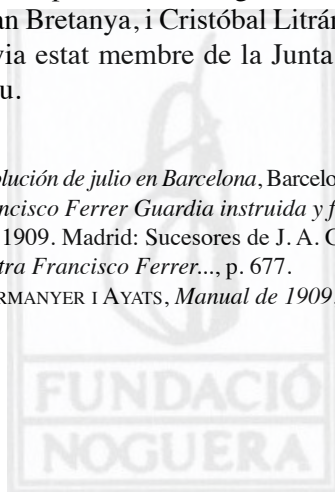 an Bretanya, i Cristóbal Litrán
via estat membre de la Junta
u.
olución de julio en Barcelona, Barcelo
ncisco Ferrer Guardia instruida y f
1909. Madrid: Sucesores de J. A. G
tra Francisco Ferrer..., p. 677.
RMANYER I AYATS, Manual de 1909.
FUNDACIÓ
NOGUERA